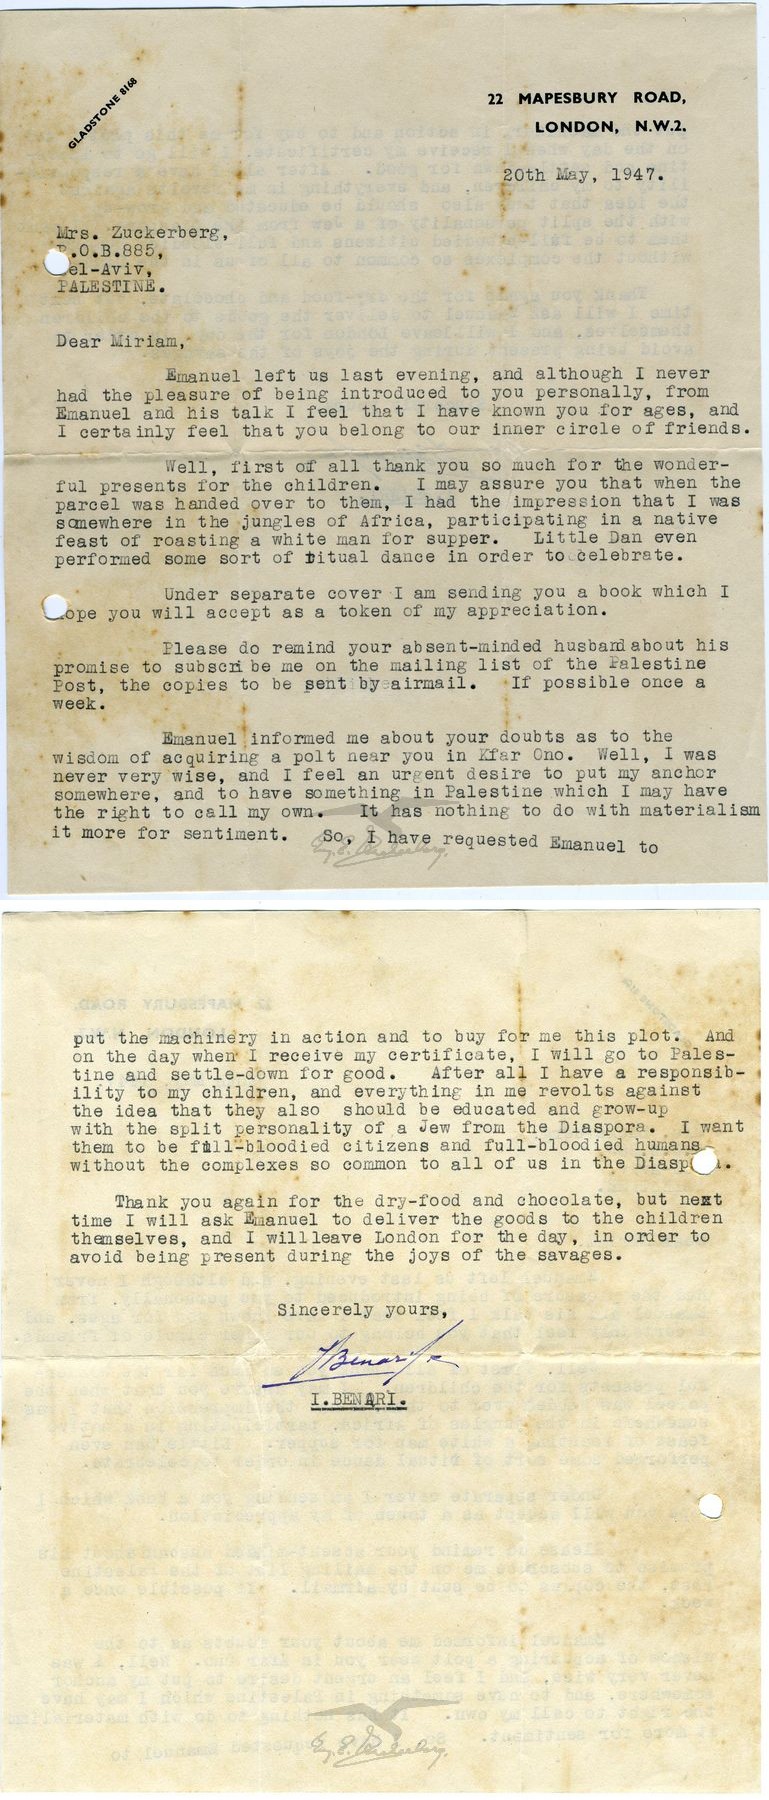 GLADSTONE 8168
22 MAPESBURY ROAD,
LONDON, N.W.2.
20th May, 1947.
Mrs. Zuckerberg,
P.O.B.885,
Tel-Aviv,
PALESTINE.
Dear Miriam,
Emanuel left us last evening, and although I never
had the pleasure of being introduced to you personally, from
Emanuel and his talk I feel that I have known you for ages, and
I certainly feel that you belong to our inner circle of friends.
Well, first of all thank you so much for the wonder-
ful presents for the children. I may assure you that when the
parcel was handed over to them, I had the impression that I was
somewhere in the jungles of Africa, participating in a native
feast of roasting a white man for supper. Little Dan even
performed some sort of ritual dance in order to celebrate.
Under separate cover I am sending you a book which I
hope you will accept as a token of my appreciation.
Please do remind your absent-minded husband about his
promise to subscribe me on the mailing list of the Palestine
Post, the copies to be sent by airmail. If possible once a
week.
Emanuel informed me about your doubts as to the
wisdom of acquiring a polt near you in Kfar Ono. Well, I was
never very wise, and I feel an urgent desire to put my anchor
somewhere, and to have something in Palestine which I may have
the right to call my own. It has nothing to do with materialism
it more for sentiment. So, I have requested Emanuel to
put the machinery in action and to buy for me this plot. And
on the day when I receive my certificate, I will go to Pales-
tine and settle-down for good. After all I have a responsib-
ility to my children, and everything in me revolts against
the idea that they also should be educated and grow-up
with the split personality of a Jew from the Diaspora. I want
them to be full-bloodied citizens and full-bloodied humans
without the complexes so common to all of us in the Diaspora.
Thank you again for the dry-food and chocolate, but next
time I will ask Emanuel to deliver the goods to the children
themselves, and I will leave London for the day, in order to
avoid being present during the joys of the savages.
Sincerely yours,
I Benari
I. BENARI.